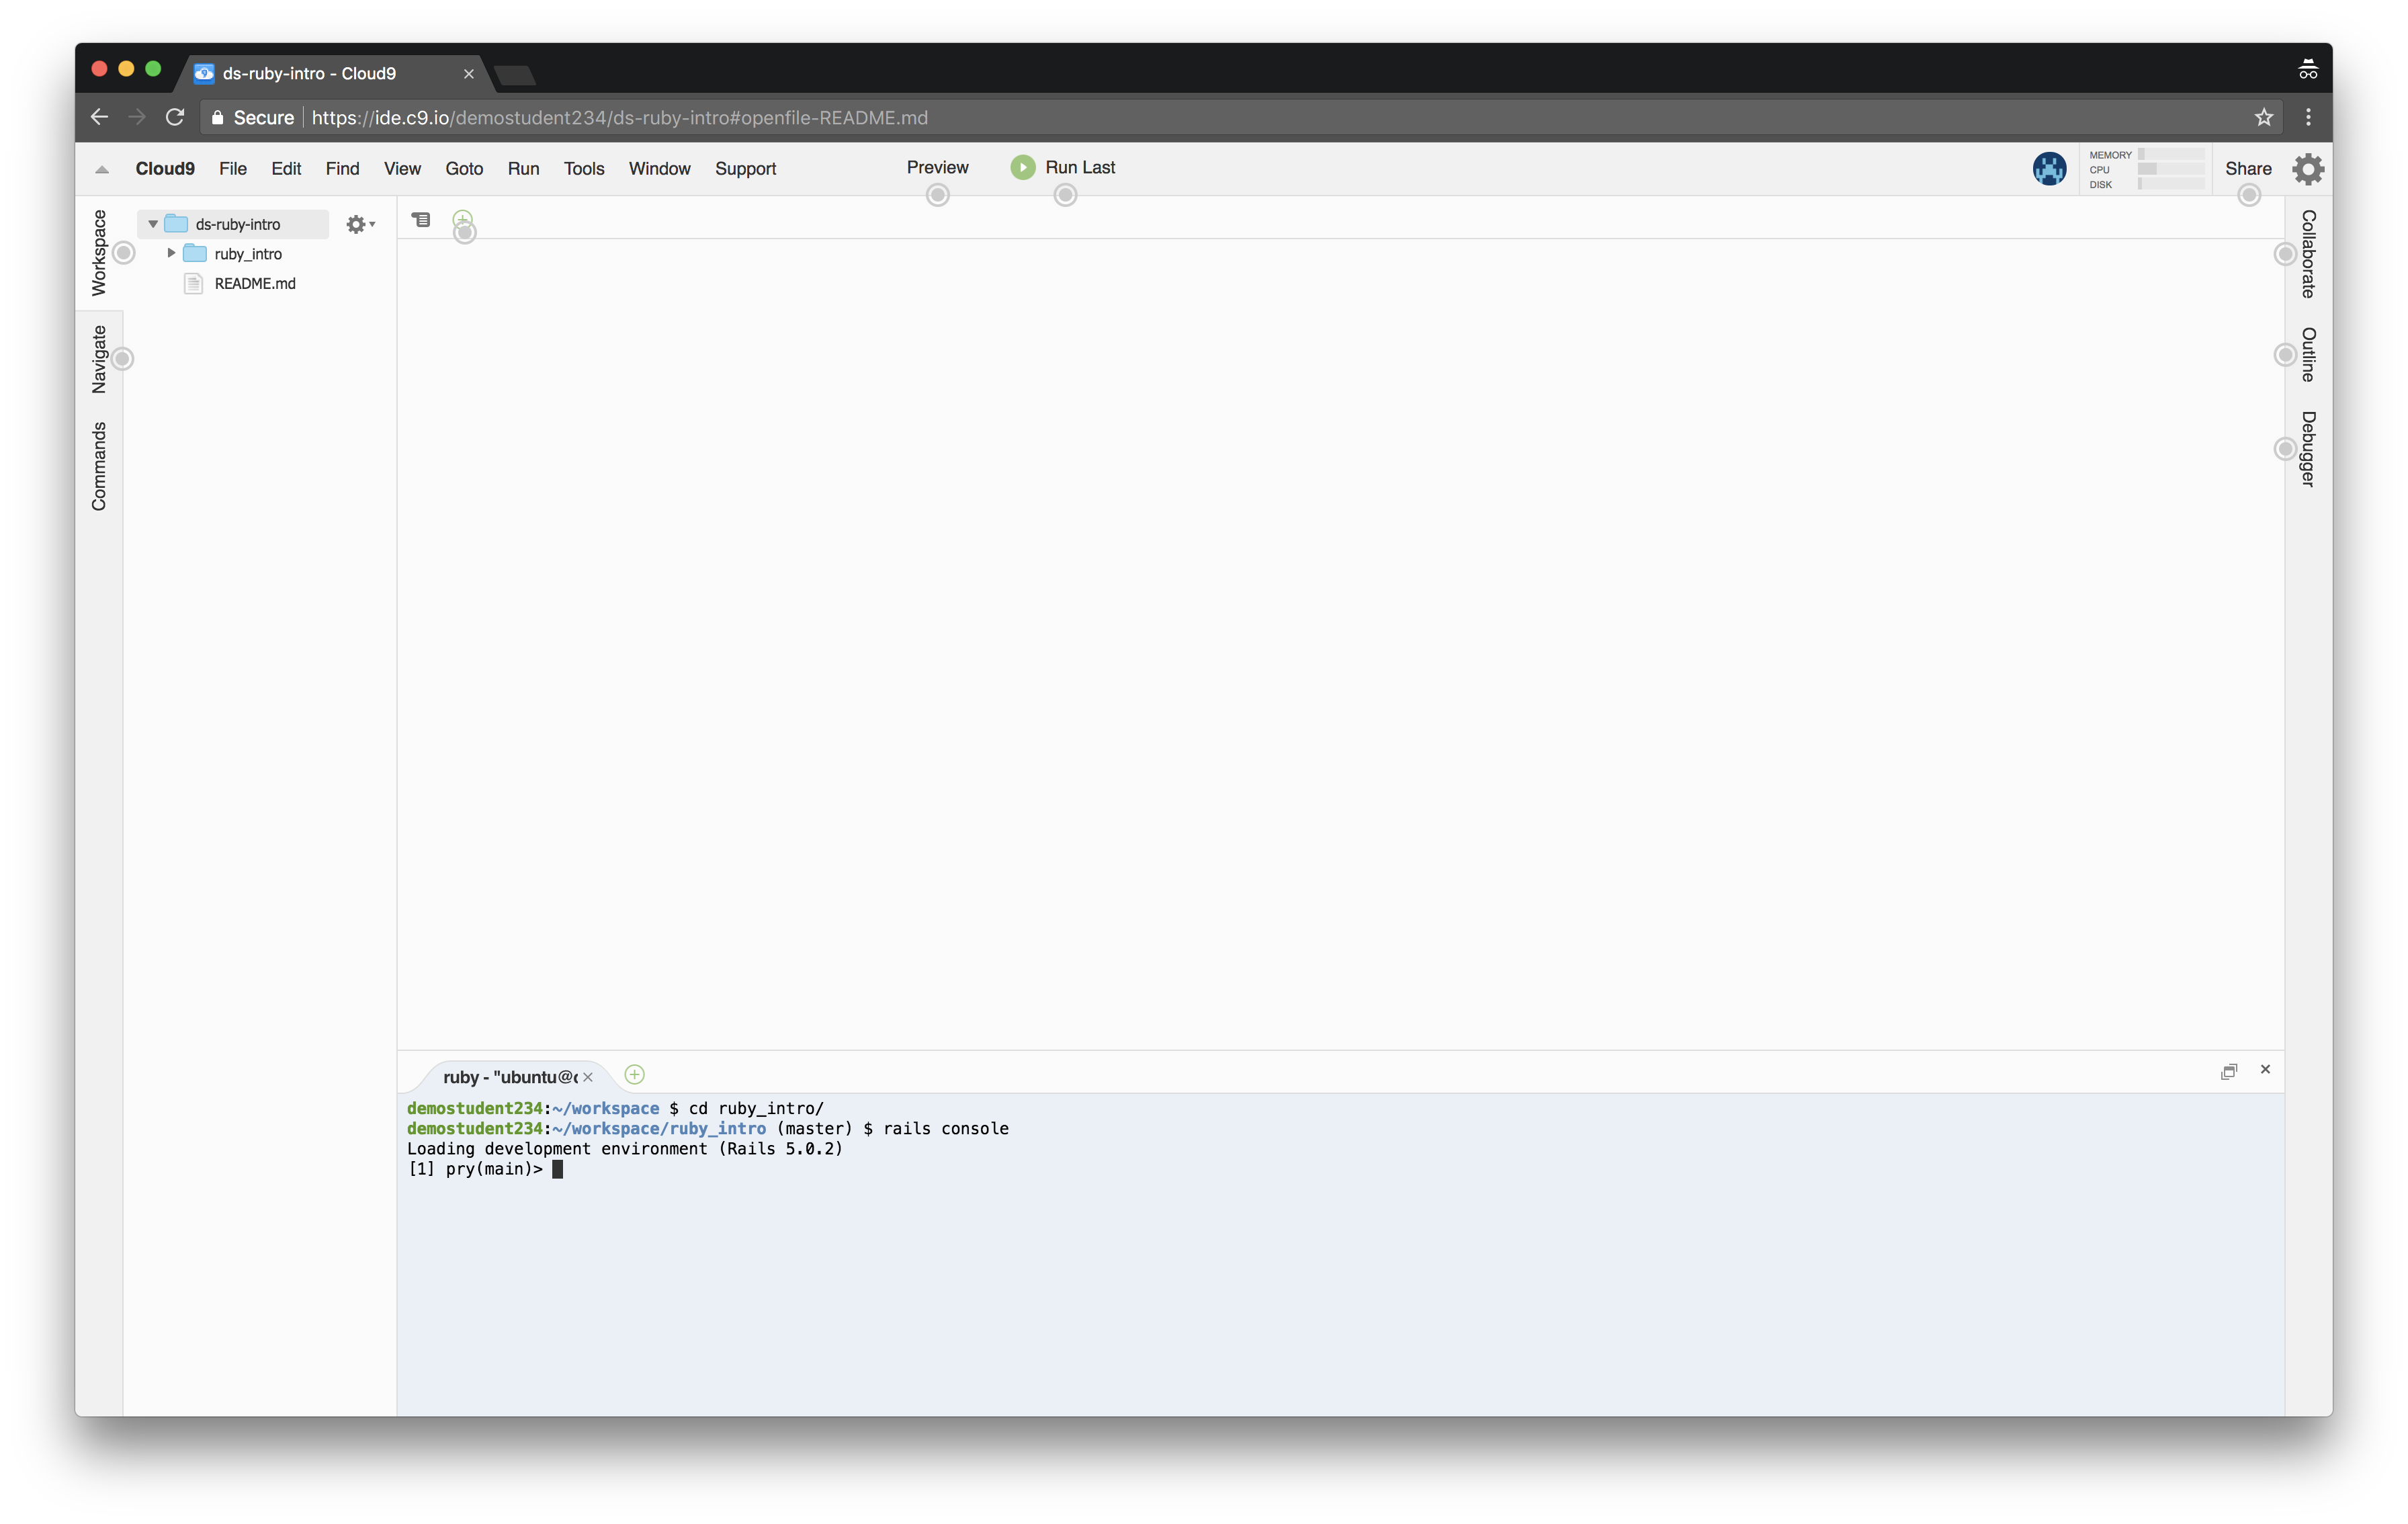 ds-ruby-intro - Cloud9
Secure https://ide.c9.io/demostudent234/ds-ruby-intro#openfile-README.md
Cloud9 File Edit Find View Goto Run Tools Window Support Preview Run Last MEMORY CPU DISK Share
Workspace
Navigate
Commands
ds-ruby-intro
ruby_intro
README.md
Collaborate
Outline
Debugger
ruby - "ubuntu@c
demostudent234:~/workspace $ cd ruby_intro/
demostudent234:~/workspace/ruby_intro (master) $ rails console
Loading development environment (Rails 5.0.2)
[1] pry(main)>